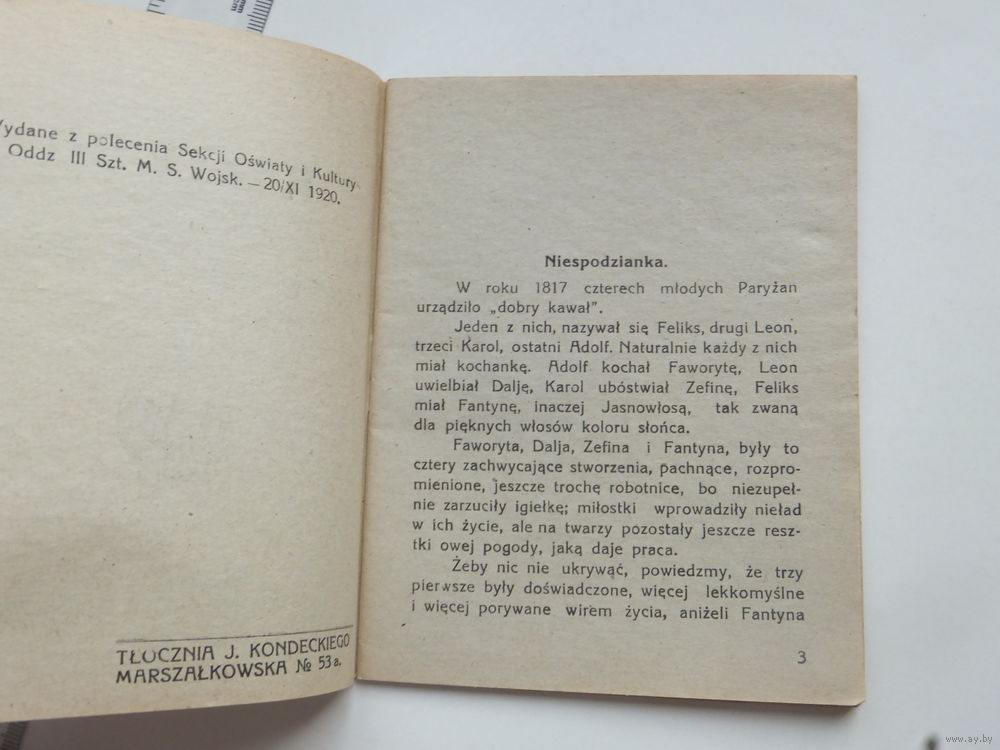 Wydane z polecenia Sekcji Oświaty i Kultury
Oddz III Szt. M. S. Wojsk. — 20/XI 1920.
TŁOCZNIA J. KONDECKIEGO
MARSZAŁKOWSKA № 53a.
Niespodzianka.
W roku 1817 czterech młodych Paryżan
urządziło „dobry kawał”.
Jeden z nich, nazywał się Feliks, drugi Leon,
trzeci Karol, ostatni Adolf. Naturalnie każdy z nich
miał kochankę. Adolf kochał Faworytę, Leon
uwielbiał Dalję, Karol ubóstwiał Zefinę, Feliks
miał Fantynę, inaczej Jasnowłosą, tak zwaną
dla pięknych włosów koloru słońca.
Faworyta, Dalja, Zefina i Fantyna, były to
cztery zachwycające stworzenia, pachnące, rozpro-
mienione, jeszcze trochę robotnice, bo niezupeł-
nie zarzuciły igiełkę; miłostki wprowadziły nieład
w ich życie, ale na twarzy pozostały jeszcze resz-
tki owej pogody, jaką daje praca.
Żeby nic nie ukrywąć, powiedzmy, że trzy
pierwsze były doświadczone, więcej lekkomyślne
i więcej porywane wirem życia, aniżeli Fantyna
3
www.ay.by